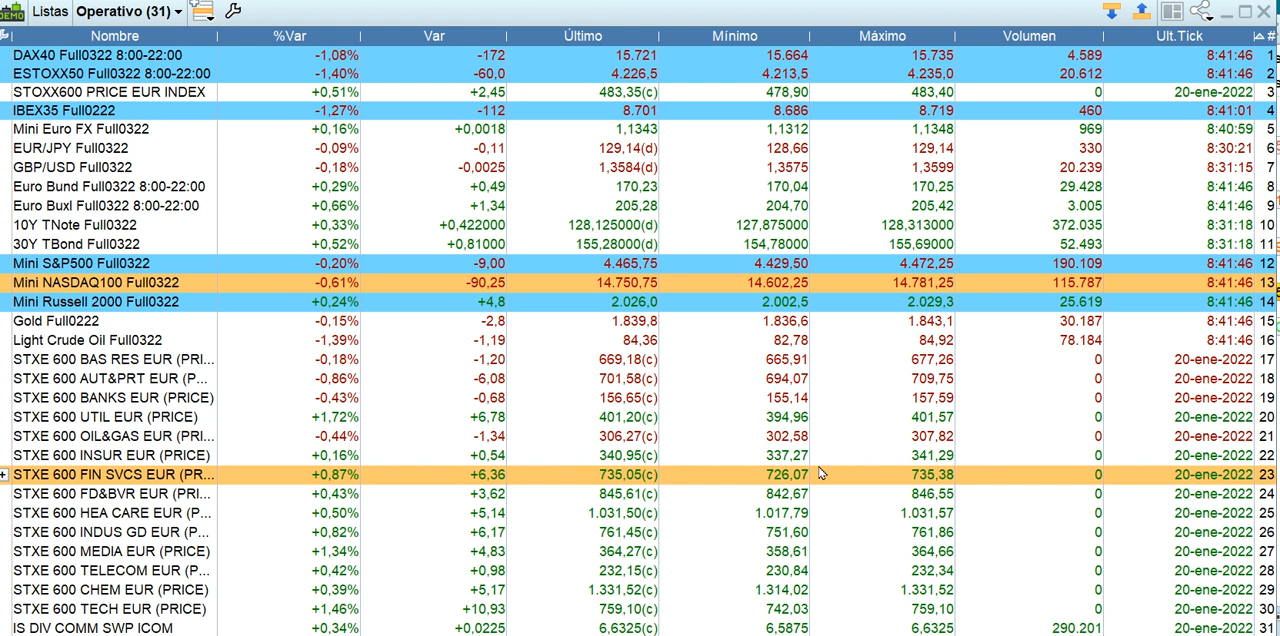 DEMO Listas Operativo (31)
Nombre %Var Var Último Mínimo Máximo Volumen Ult.Tick #
DAX40 Full0322 8:00-22:00 -1,08% -172 15.721 15.664 15.735 4.589 8:41:46 1
ESTOXX50 Full0322 8:00-22:00 -1,40% -60,0 4.226,5 4.213,5 4.235,0 20.612 8:41:46 2
STOXX600 PRICE EUR INDEX +0,51% +2,45 483,35(c) 478,90 483,40 0 20-ene-2022 3
IBEX35 Full0222 -1,27% -112 8.701 8.686 8.719 460 8:41:01 4
Mini Euro FX Full0322 +0,16% +0,0018 1,1343 1,1312 1,1348 969 8:40:59 5
EUR/JPY Full0322 -0,09% -0,11 129,14(d) 128,66 129,14 330 8:30:21 6
GBP/USD Full0322 -0,18% -0,0025 1,3584(d) 1,3575 1,3599 20.239 8:31:15 7
Euro Bund Full0322 8:00-22:00 +0,29% +0,49 170,23 170,04 170,25 29.428 8:41:46 8
Euro Buxl Full0322 8:00-22:00 +0,66% +1,34 205,28 204,70 205,42 3.005 8:41:46 9
10Y TNote Full0322 +0,33% +0,422000 128,125000(d) 127,875000 128,313000 372.035 8:31:18 10
30Y TBond Full0322 +0,52% +0,81000 155,28000(d) 154,78000 155,69000 52.493 8:31:18 11
Mini S&P500 Full0322 -0,20% -9,00 4.465,75 4.429,50 4.472,25 190.109 8:41:46 12
Mini NASDAQ100 Full0322 -0,61% -90,25 14.750,75 14.602,25 14.781,25 115.787 8:41:46 13
Mini Russell 2000 Full0322 +0,24% +4,8 2.026,0 2.002,5 2.029,3 25.619 8:41:46 14
Gold Full0222 -0,15% -2,8 1.839,8 1.836,6 1.843,1 30.187 8:41:46 15
Light Crude Oil Full0322 -1,39% -1,19 84,36 82,78 84,92 78.184 8:41:46 16
STXE 600 BAS RES EUR (PRI... -0,18% -1,20 669,18(c) 665,91 677,26 0 20-ene-2022 17
STXE 600 AUT&PRT EUR (P... -0,86% -6,08 701,58(c) 694,07 709,75 0 20-ene-2022 18
STXE 600 BANKS EUR (PRICE) -0,43% -0,68 156,65(c) 155,14 157,59 0 20-ene-2022 19
STXE 600 UTIL EUR (PRICE) +1,72% +6,78 401,20(c) 394,96 401,57 0 20-ene-2022 20
STXE 600 OIL&GAS EUR (PRI... -0,44% -1,34 306,27(c) 302,58 307,82 0 20-ene-2022 21
STXE 600 INSUR EUR (PRICE) +0,16% +0,54 340,95(c) 337,27 341,29 0 20-ene-2022 22
STXE 600 FIN SVCS EUR (PR... +0,87% +6,36 735,05(c) 726,07 735,38 0 20-ene-2022 23
STXE 600 FD&BVR EUR (PRI... +0,43% +3,62 845,61(c) 842,67 846,55 0 20-ene-2022 24
STXE 600 HEA CARE EUR (P... +0,50% +5,14 1.031,50(c) 1.017,79 1.031,57 0 20-ene-2022 25
STXE 600 INDUS GD EUR (P... +0,82% +6,17 761,45(c) 751,60 761,86 0 20-ene-2022 26
STXE 600 MEDIA EUR (PRICE) +1,34% +4,83 364,27(c) 358,61 364,66 0 20-ene-2022 27
STXE 600 TELECOM EUR (P... +0,42% +0,98 232,15(c) 230,84 232,34 0 20-ene-2022 28
STXE 600 CHEM EUR (PRICE) +0,39% +5,17 1.331,52(c) 1.314,02 1.331,52 0 20-ene-2022 29
STXE 600 TECH EUR (PRICE) +1,46% +10,93 759,10(c) 742,03 759,10 0 20-ene-2022 30
IS DIV COMM SWP ICOM +0,34% +0,0225 6,6325(c) 6,5875 6,6325 290.201 20-ene-2022 31